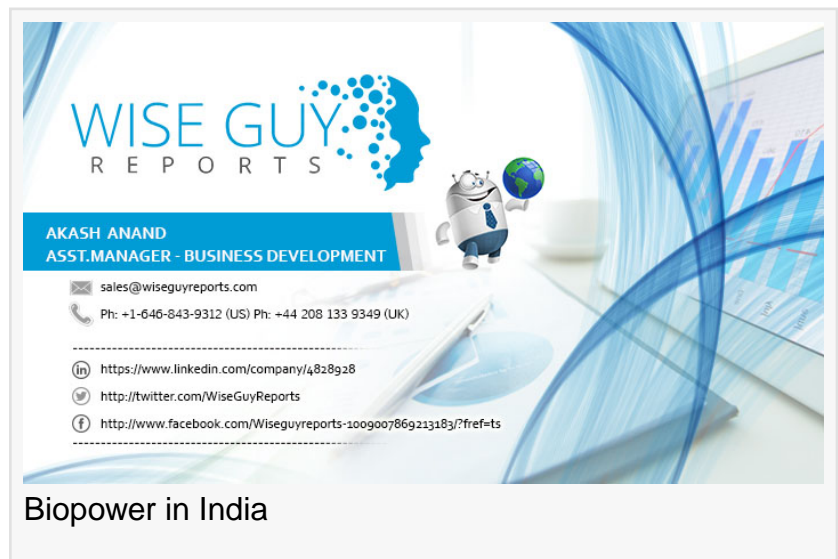 WISE GUY
REPORTS
AKASH ANAND
ASST.MANAGER - BUSINESS DEVELOPMENT
sales@wiseguyreports.com
Ph: +1-646-843-9312 (US) Ph: +44 208 133 9349 (UK)
https://www.linkedin.com/company/4828928
http://twitter.com/WiseGuyReports
http://www.facebook.com/Wiseguyreports-1009007869213183/?fref=ts
Biopower in India